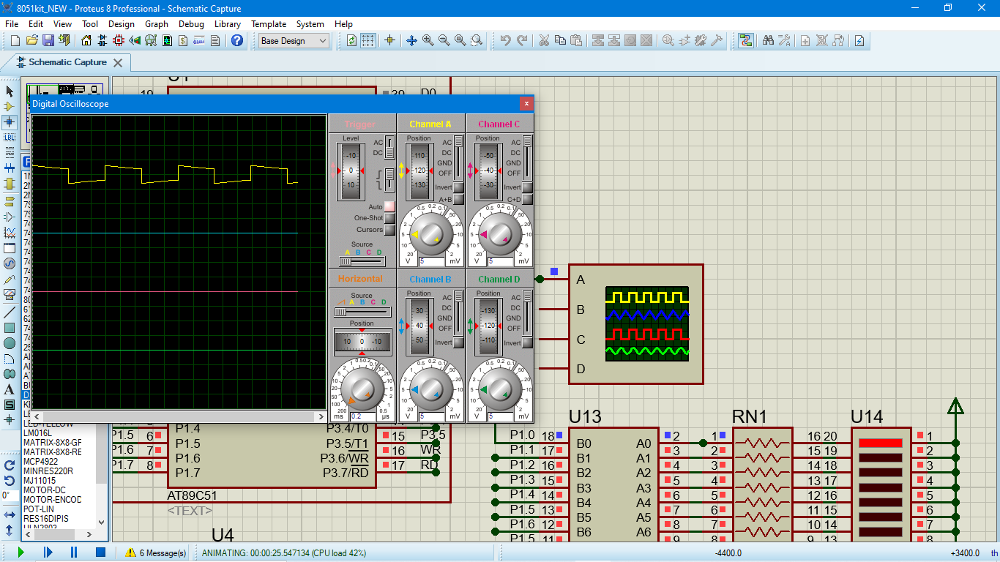 8051kit_NEW - Proteus 8 Professional - Schematic Capture
File Edit View Tool Design Graph Debug Library Template System Help
Base Design
Schematic Capture
Digital Oscilloscope
Trigger
Level
-10
0
10
AC
DC
Auto
One-Shot
Cursors
Source
A B C D
Channel A
Position
110
120
130
AC
DC
GND
OFF
Invert
A+B
V 5 mV
Channel C
Position
-50
-40
-30
AC
DC
GND
OFF
Invert
C+D
V 5 mV
Horizontal
Source
A B C D
Position
10 0 -10
ms 0.2 µs
Channel B
Position
30
40
50
AC
DC
GND
OFF
Invert
V 5 mV
Channel D
Position
-130
-120
-110
AC
DC
GND
OFF
Invert
V 5 mV
A
B
C
D
LED-YELLOW
LM016L
MATRIX-8X8-GF
MATRIX-8X8-RE
MCP4922
MINRES220R
MJ11015
MOTOR-DC
MOTOR-ENCOD
POT-LIN
RES16DIPIS
ULN2803
0°
P1.5 6 P1.4 P3.4/T0
P1.6 7 P1.5 P3.5/T1 15 P3.5
P1.7 8 P1.6 P3.6/WR 16 WR
P1.7 P3.7/RD 17 RD
AT89C51
<TEXT>
U4
U13 RN1 U14
P1.0 18 B0 A0 2 1 16 20 1
P1.1 17 B1 A1 3 2 15 19 2
P1.2 16 B2 A2 4 3 14 18 3
P1.3 15 B3 A3 5 4 13 17 4
P1.4 14 B4 A4 6 5 12 16 5
P1.5 13 B5 A5 7 6 11 15 6
P1.6 12 B6 A6 8 7 10 14 7
6 Message(s) ANIMATING: 00:00:25.547134 (CPU load 42%) -4400.0 +3400.0 th